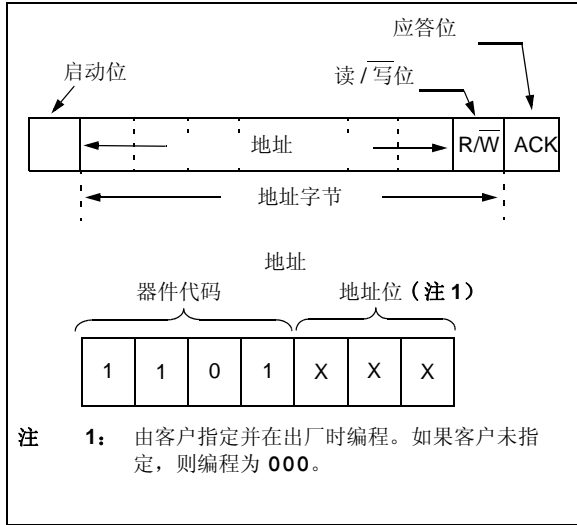 应答位
启动位
读 / 写位
地址
R/W
ACK
地址字节
地址
器件代码
地址位（注 1）
1 1 0 1 X X X
注 1： 由客户指定并在出厂时编程。如果客户未指
定，则编程为 000。